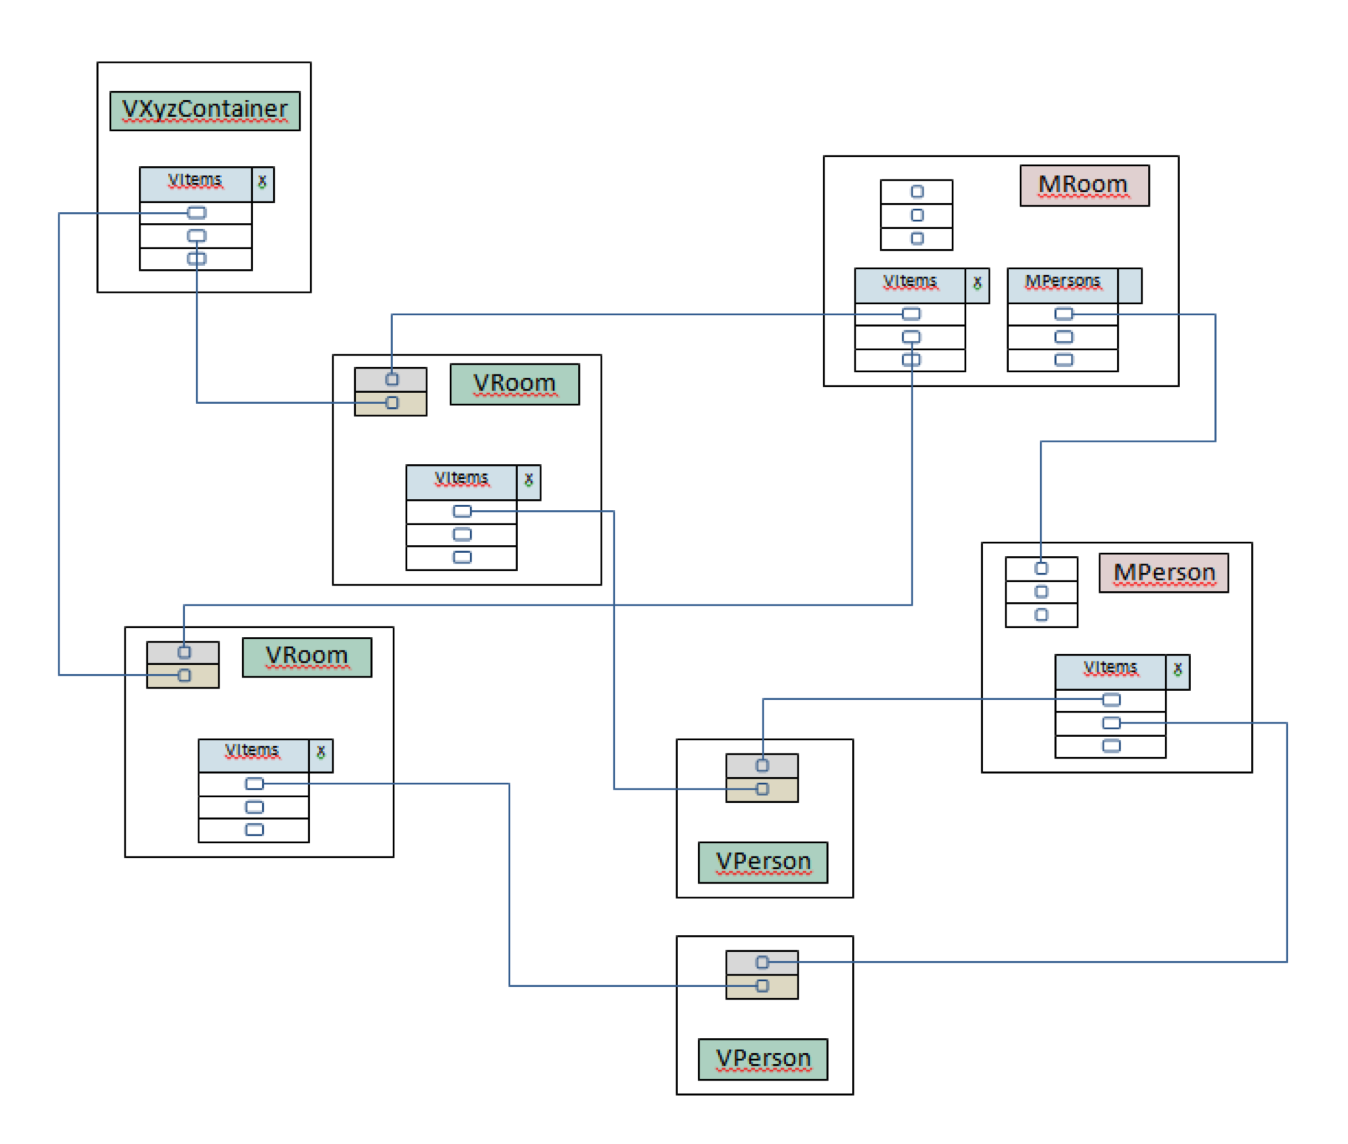 VXyzContainer
VItems x
MRoom
VItems x
MPersons
VRoom
VItems x
MPerson
VRoom
VItems x
VItems x
VPerson
VPerson